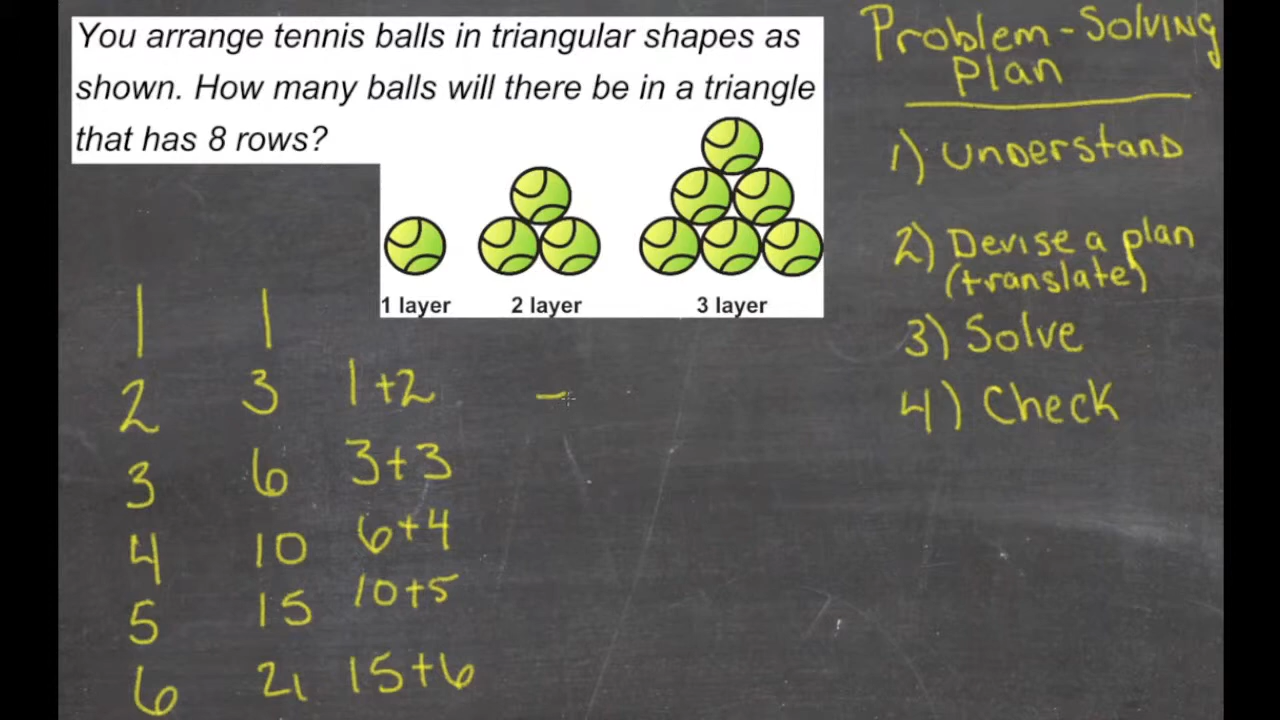 You arrange tennis balls in triangular shapes as
shown. How many balls will there be in a triangle
that has 8 rows?
1 layer 2 layer 3 layer
Problem-Solving
Plan
1) Understand
2) Devise a plan
(translate)
3) Solve
4) Check
1 1
2 3 1+2
3 6 3+3
4 10 6+4
5 15 10+5
6 21 15+6